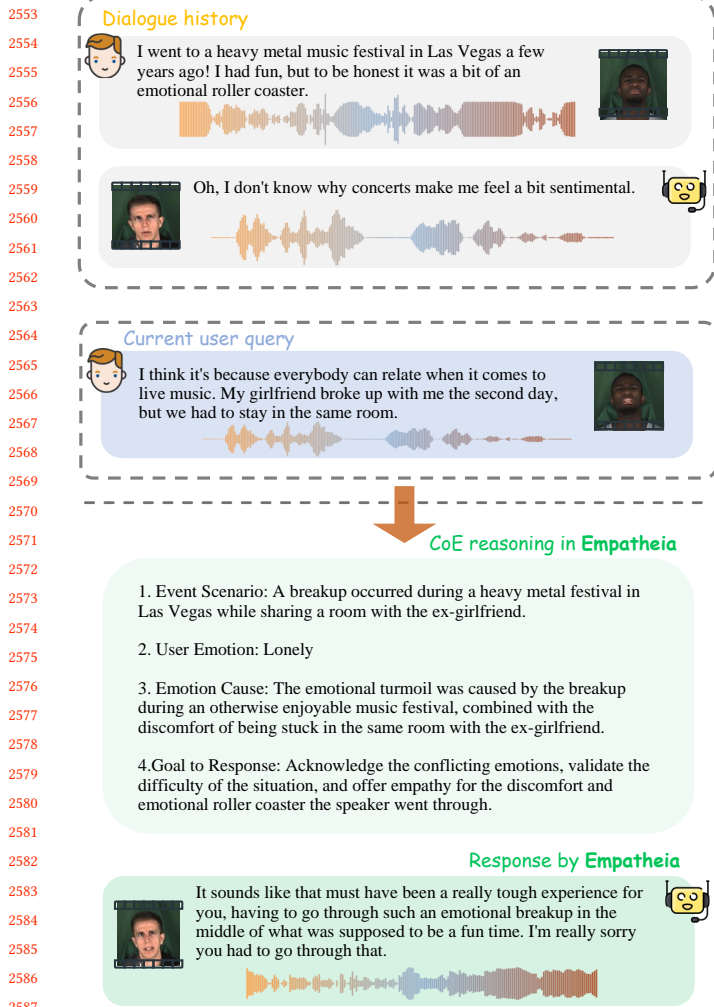 2553
2554
2555
2556
2557
2558
2559
2560
2561
2562
2563
2564
2565
2566
2567
2568
2569
2570
2571
2572
2573
2574
2575
2576
2577
2578
2579
2580
2581
2582
2583
2584
2585
2586
2587
Dialogue history
I went to a heavy metal music festival in Las Vegas a few
years ago! I had fun, but to be honest it was a bit of an
emotional roller coaster.
Oh, I don't know why concerts make me feel a bit sentimental.
Current user query
I think it's because everybody can relate when it comes to
live music. My girlfriend broke up with me the second day,
but we had to stay in the same room.
CoE reasoning in Empatheia
1. Event Scenario: A breakup occurred during a heavy metal festival in
Las Vegas while sharing a room with the ex-girlfriend.
2. User Emotion: Lonely
3. Emotion Cause: The emotional turmoil was caused by the breakup
during an otherwise enjoyable music festival, combined with the
discomfort of being stuck in the same room with the ex-girlfriend.
4.Goal to Response: Acknowledge the conflicting emotions, validate the
difficulty of the situation, and offer empathy for the discomfort and
emotional roller coaster the speaker went through.
Response by Empatheia
It sounds like that must have been a really tough experience for
you, having to go through such an emotional breakup in the
middle of what was supposed to be a fun time. I'm really sorry
you had to go through that.